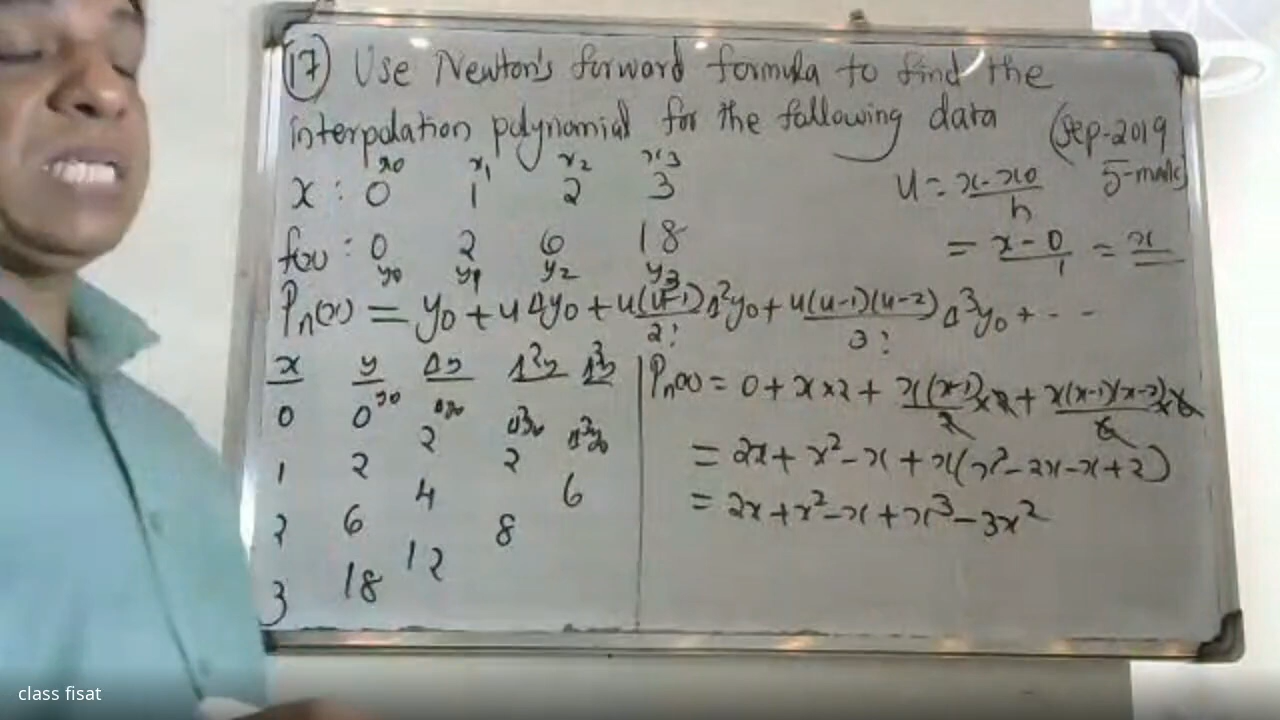 17) Use Newton's forward formula to find the
interpolation polynomial for the following data (Sep-2019
5-marks)
x0 x1 x2 x3
x : 0 1 2 3
u = x-x0/h
f(x) : 0 2 6 18
= x-0/1 = x
y0 y1 y2 y3
Pn(x) = y0 + uΔy0 + u(u-1)/2! Δ²y0 + u(u-1)(u-2)/3! Δ³y0 + - -
x y Δy Δ²y Δ³y
0 0 y0 Δy0
2 2 6
1 2 4 8
2 6 12
3 18
Pn(x) = 0 + x×2 + x(x-1)/2 ×2 + x(x-1)(x-2)/6 ×6
= 2x + x² - x + x(x² - 2x - x + 2)
= 2x + x² - x + x³ - 3x²
class fisat